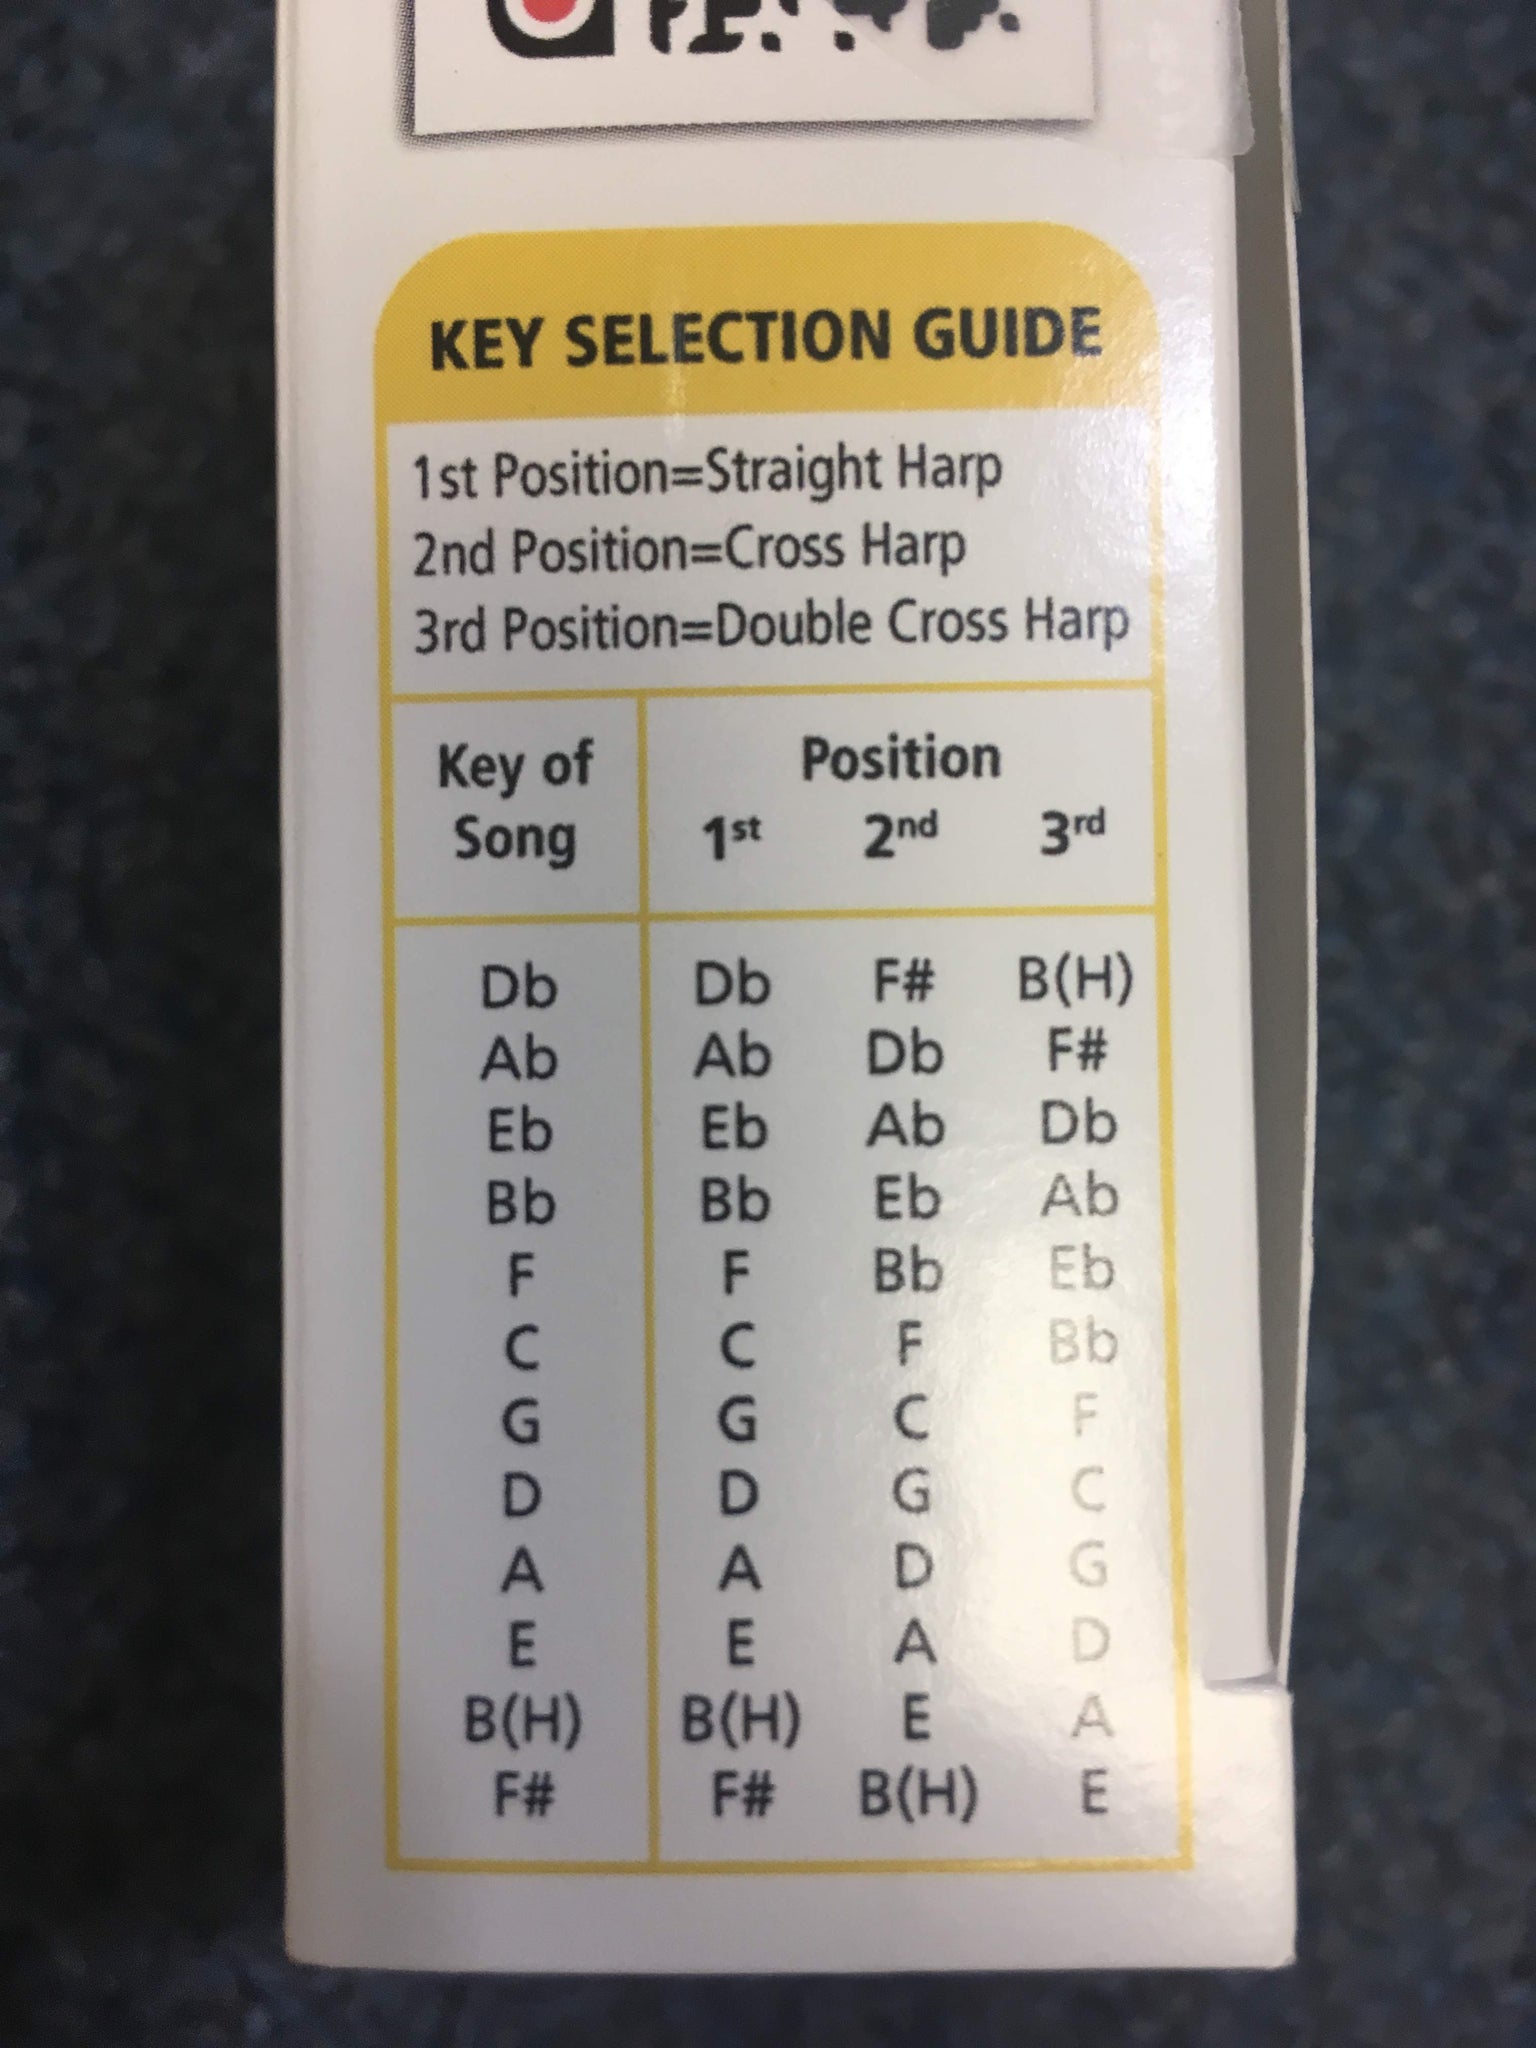 KEY SELECTION GUIDE
1st Position=Straight Harp
2nd Position=Cross Harp
3rd Position=Double Cross Harp
Key of Song Position
1st 2nd 3rd
Db Db F# B(H)
Ab Ab Db F#
Eb Eb Ab Db
Bb Bb Eb Ab
F F Bb Eb
C C F Bb
G G C F
D D G C
A A D G
E E A D
B(H) B(H) E A
F# F# B(H) E